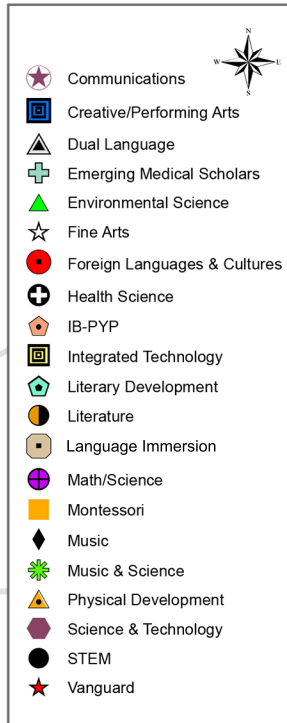 N
W E
S
Communications
Creative/Performing Arts
Dual Language
Emerging Medical Scholars
Environmental Science
Fine Arts
Foreign Languages & Cultures
Health Science
IB-PYP
Integrated Technology
Literary Development
Literature
Language Immersion
Math/Science
Montessori
Music
Music & Science
Physical Development
Science & Technology
STEM
Vanguard